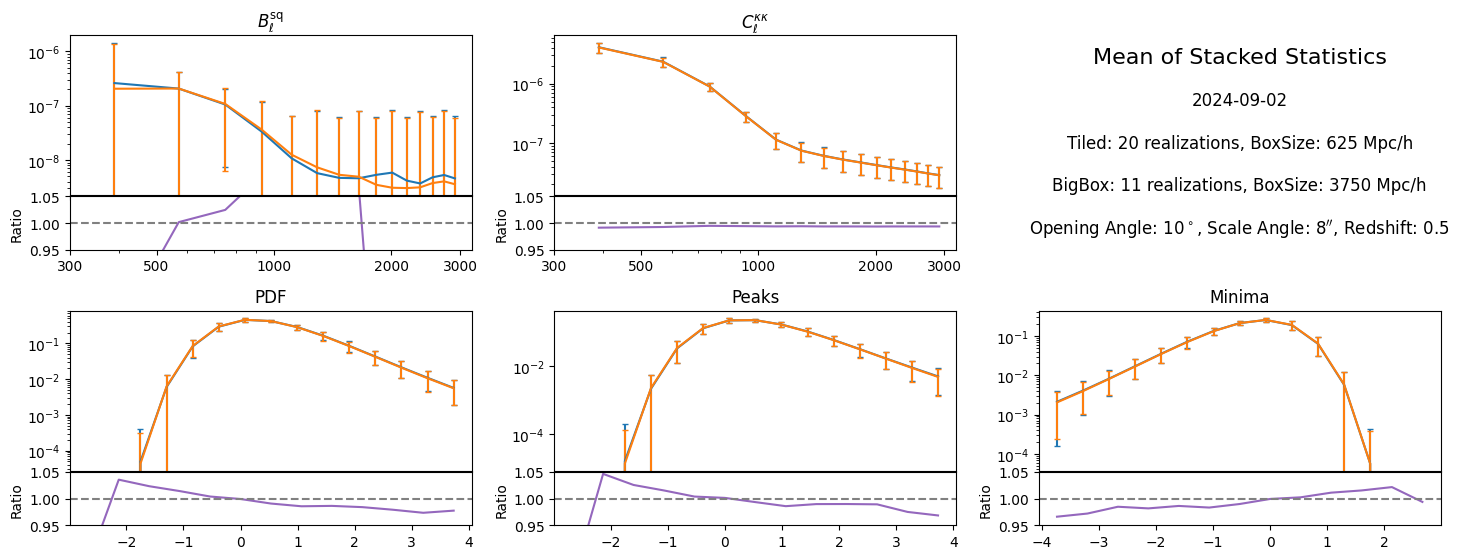 $B_\ell^{\mathrm{sq}}$
10⁻⁶
10⁻⁷
10⁻⁸
1.05
1.00
0.95
Ratio
300 500 1000 2000 3000
$C_\ell^{\kappa\kappa}$
10⁻⁶
10⁻⁷
1.05
1.00
0.95
Ratio
300 500 1000 2000 3000
Mean of Stacked Statistics
2024-09-02
Tiled: 20 realizations, BoxSize: 625 Mpc/h
BigBox: 11 realizations, BoxSize: 3750 Mpc/h
Opening Angle: 10°, Scale Angle: 8″, Redshift: 0.5
PDF
10⁻¹
10⁻²
10⁻³
10⁻⁴
1.05
1.00
0.95
Ratio
−2 −1 0 1 2 3 4
Peaks
10⁻²
10⁻⁴
1.05
1.00
0.95
Ratio
−2 −1 0 1 2 3 4
Minima
10⁻¹
10⁻²
10⁻³
10⁻⁴
1.05
1.00
0.95
Ratio
−4 −3 −2 −1 0 1 2